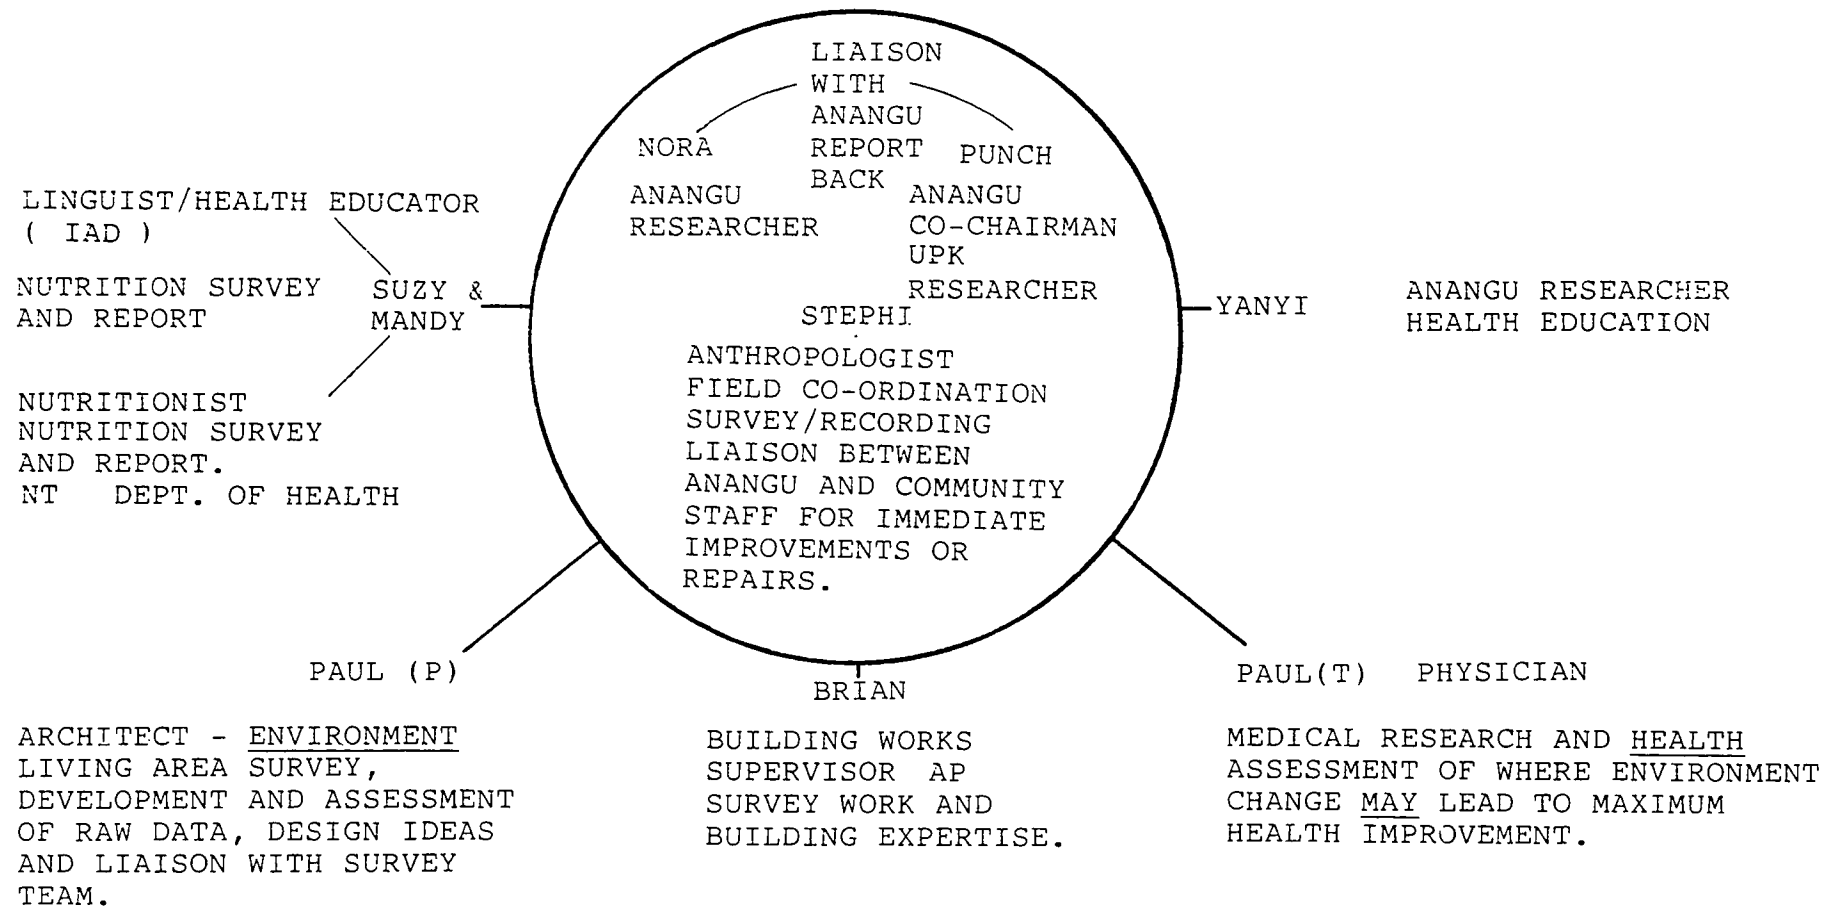 LIAISON
WITH
ANANGU
REPORT
BACK
NORA
ANANGU
RESEARCHER
PUNCH
ANANGU
CO-CHAIRMAN
UPK
RESEARCHER
LINGUIST/HEALTH EDUCATOR
( IAD )
NUTRITION SURVEY
AND REPORT
SUZY &
MANDY
NUTRITIONIST
NUTRITION SURVEY
AND REPORT.
NT DEPT. OF HEALTH
STEPHI
ANTHROPOLOGIST
FIELD CO-ORDINATION
SURVEY/RECORDING
LIAISON BETWEEN
ANANGU AND COMMUNITY
STAFF FOR IMMEDIATE
IMPROVEMENTS OR
REPAIRS.
YANYI
ANANGU RESEARCHER
HEALTH EDUCATION
PAUL (P)
ARCHITECT - ENVIRONMENT
LIVING AREA SURVEY,
DEVELOPMENT AND ASSESSMENT
OF RAW DATA, DESIGN IDEAS
AND LIAISON WITH SURVEY
TEAM.
BRIAN
BUILDING WORKS
SUPERVISOR AP
SURVEY WORK AND
BUILDING EXPERTISE.
PAUL(T) PHYSICIAN
MEDICAL RESEARCH AND HEALTH
ASSESSMENT OF WHERE ENVIRONMENT
CHANGE MAY LEAD TO MAXIMUM
HEALTH IMPROVEMENT.